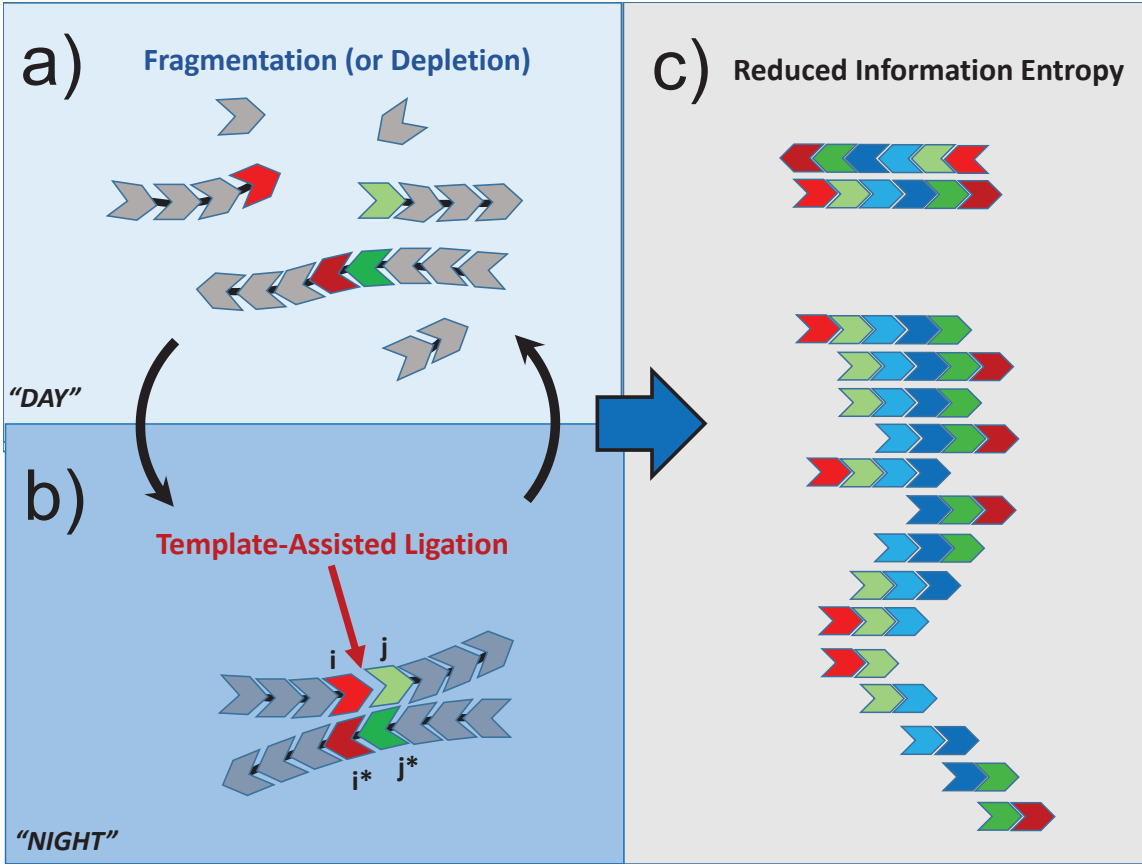 a)
Fragmentation (or Depletion)
“DAY”
b)
Template-Assisted Ligation
i
j
i*
j*
“NIGHT”
c)
Reduced Information Entropy